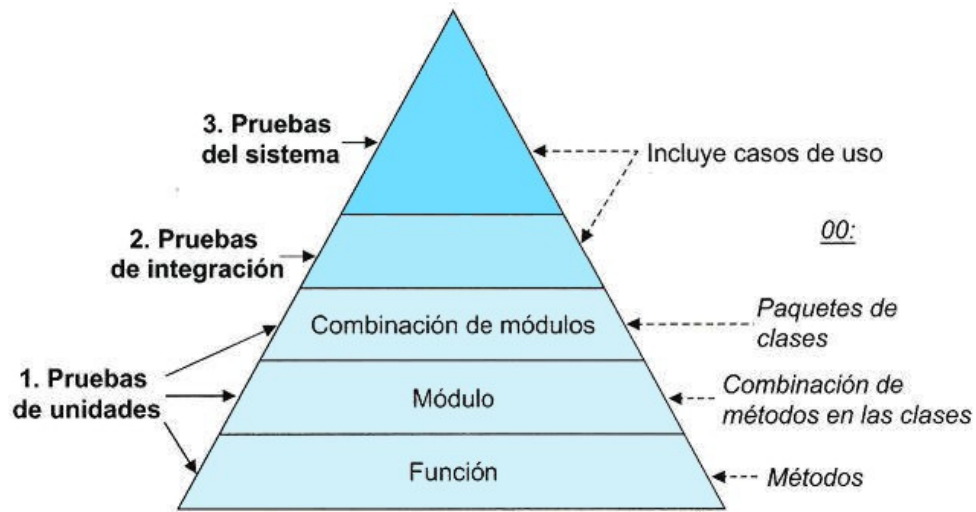 3. Pruebas
del sistema
Incluye casos de uso
2. Pruebas
de integración
00:
Combinación de módulos
Paquetes de
clases
1. Pruebas
de unidades
Módulo
Combinación de
métodos en las clases
Función
Métodos